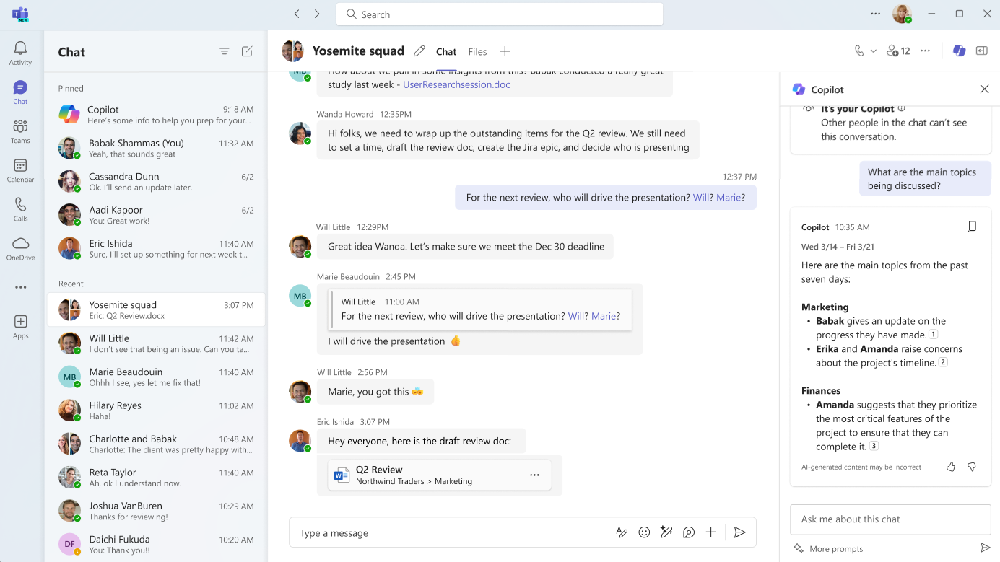 NEW
Search
Activity
Chat
Teams
Calendar
Calls
OneDrive
Apps
Chat
Pinned
Copilot 9:18 AM
Here's some info to help you prep for your...
Babak Shammas (You) 11:32 AM
Yeah, that sounds great
Cassandra Dunn 6/2
Ok. I'll send an update later.
Aadi Kapoor 6/2
You: Great work!
Eric Ishida 11:40 AM
Sure, I'll set up something for next week t...
Recent
Yosemite squad 3:07 PM
Eric: Q2 Review.docx
Will Little 11:42 AM
I don't see that being an issue. Can you ta...
MB
Marie Beaudouin 11:40 AM
Ohhh I see, yes let me fix that!
Hilary Reyes 11:02 AM
Haha!
Charlotte and Babak 10:48 AM
Charlotte: The client was pretty happy with...
Reta Taylor 11:40 AM
Ah, ok I understand now.
Joshua VanBuren 10:29 AM
Thanks for reviewing!
DF
Daichi Fukuda 10:20 AM
You: Thank you!!
Yosemite squad Chat Files
12
MB
How about we pull in some insights from this? Babak conducted a really great
study last week - UserResearchsession.doc
Wanda Howard 12:35PM
Hi folks, we need to wrap up the outstanding items for the Q2 review. We still need
to set a time, draft the review doc, create the Jira epic, and decide who is presenting
12:37 PM
For the next review, who will drive the presentation? Will? Marie?
Will Little 12:29PM
Great idea Wanda. Let's make sure we meet the Dec 30 deadline
Marie Beaudouin 2:45 PM
MB
Will Little 11:00 AM
For the next review, who will drive the presentation? Will? Marie?
I will drive the presentation 👍
Will Little 2:56 PM
Marie, you got this
Eric Ishida 3:07 PM
Hey everyone, here is the draft review doc:
Q2 Review
Northwind Traders > Marketing
Type a message
Copilot
It's your Copilot
Other people in the chat can't see
this conversation.
What are the main topics
being discussed?
Copilot 10:35 AM
Wed 3/14 – Fri 3/21
Here are the main topics from the past
seven days:
Marketing
• Babak gives an update on the
progress they have made. 1
• Erika and Amanda raise concerns
about the project's timeline. 2
Finances
• Amanda suggests that they prioritize
the most critical features of the
project to ensure that they can
complete it. 3
AI-generated content may be incorrect
Ask me about this chat
More prompts